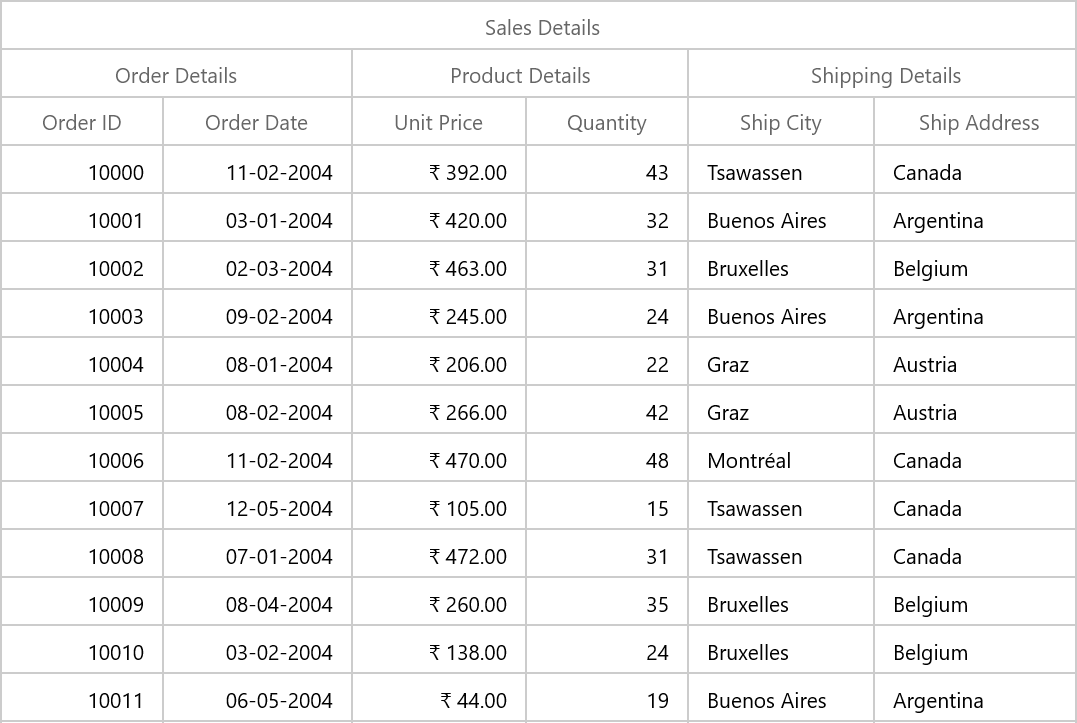 Sales Details
Order Details Product Details Shipping Details
Order ID Order Date Unit Price Quantity Ship City Ship Address
10000 11-02-2004 ₹ 392.00 43 Tsawassen Canada
10001 03-01-2004 ₹ 420.00 32 Buenos Aires Argentina
10002 02-03-2004 ₹ 463.00 31 Bruxelles Belgium
10003 09-02-2004 ₹ 245.00 24 Buenos Aires Argentina
10004 08-01-2004 ₹ 206.00 22 Graz Austria
10005 08-02-2004 ₹ 266.00 42 Graz Austria
10006 11-02-2004 ₹ 470.00 48 Montréal Canada
10007 12-05-2004 ₹ 105.00 15 Tsawassen Canada
10008 07-01-2004 ₹ 472.00 31 Tsawassen Canada
10009 08-04-2004 ₹ 260.00 35 Bruxelles Belgium
10010 03-02-2004 ₹ 138.00 24 Bruxelles Belgium
10011 06-05-2004 ₹ 44.00 19 Buenos Aires Argentina